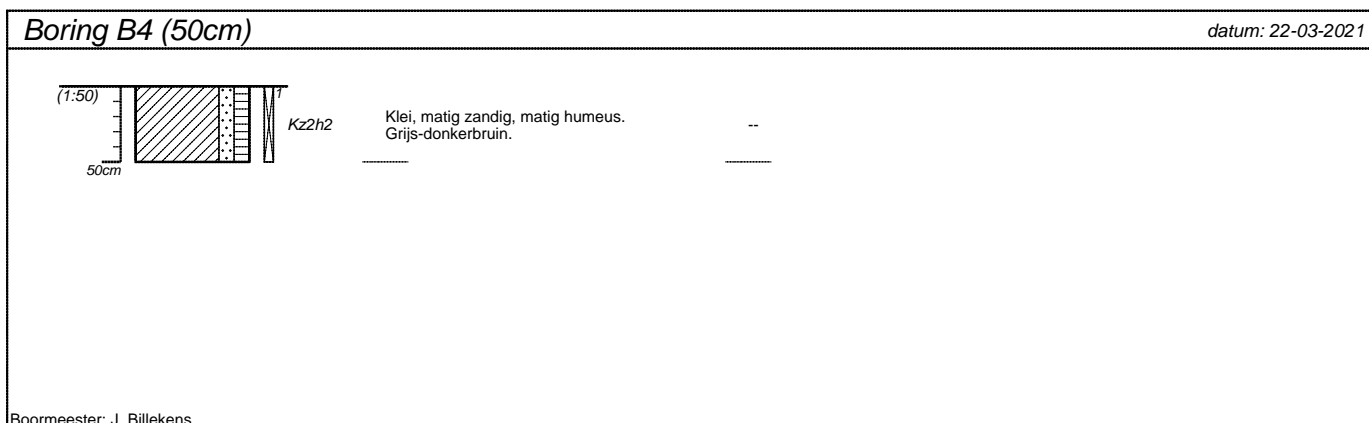 Boring B4 (50cm)
datum: 22-03-2021
(1:50)
1
Kz2h2
Klei, matig zandig, matig humeus.
Grijs-donkerbruin.
--
50cm
Boormeester: J. Billekens